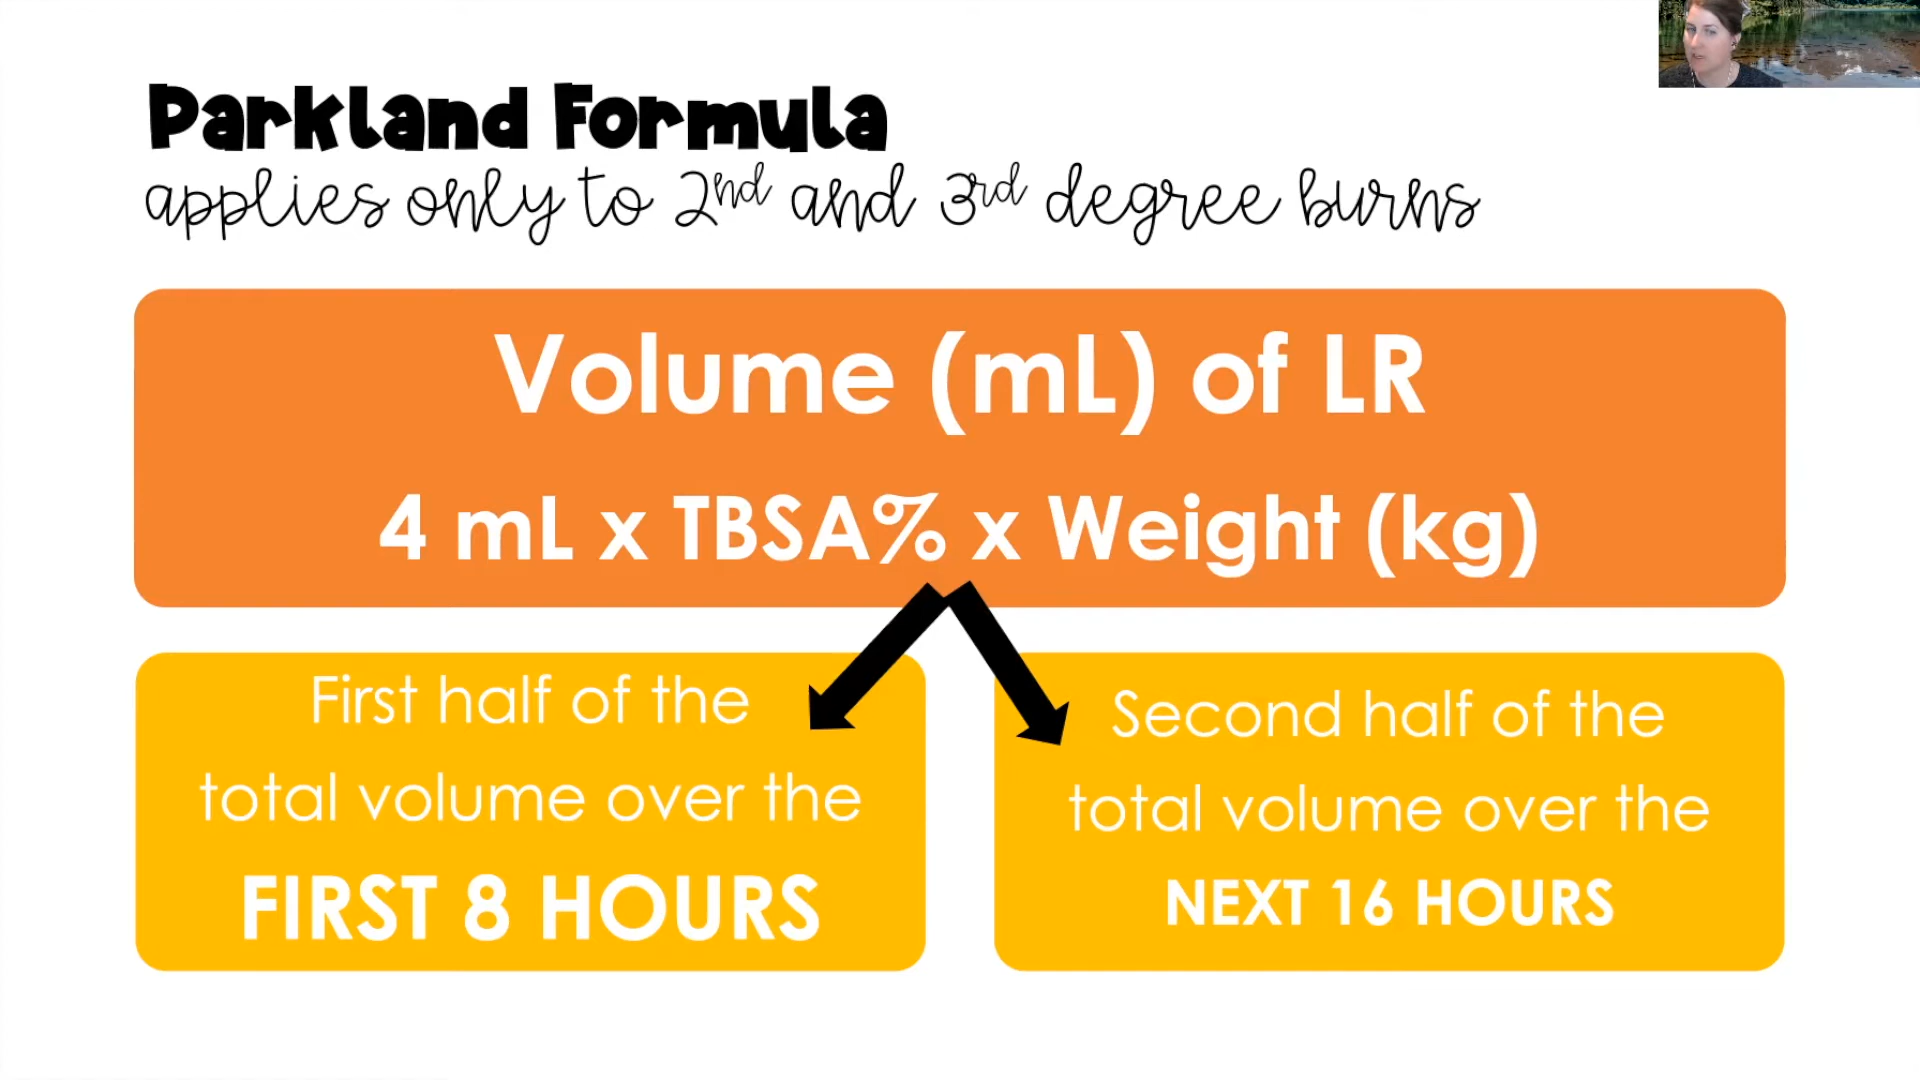 Parkland Formula
applies only to 2nd and 3rd degree burns
Volume (mL) of LR
4 mL x TBSA% x Weight (kg)
First half of the
total volume over the
FIRST 8 HOURS
Second half of the
total volume over the
NEXT 16 HOURS